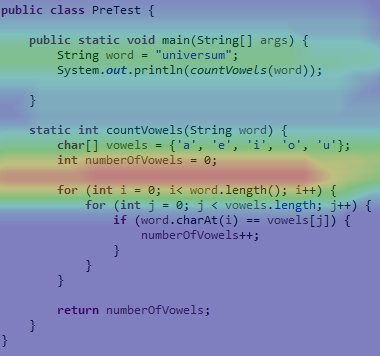 public class PreTest {
public static void main(String[] args) {
String word = "universum";
System.out.println(countVowels(word));
}
static int countVowels(String word) {
char[] vowels = {'a', 'e', 'i', 'o', 'u'};
int numberOfVowels = 0;
for (int i = 0; i< word.length(); i++) {
for (int j = 0; j < vowels.length; j++) {
if (word.charAt(i) == vowels[j]) {
numberOfVowels++;
}
}
}
return numberOfVowels;
}
}